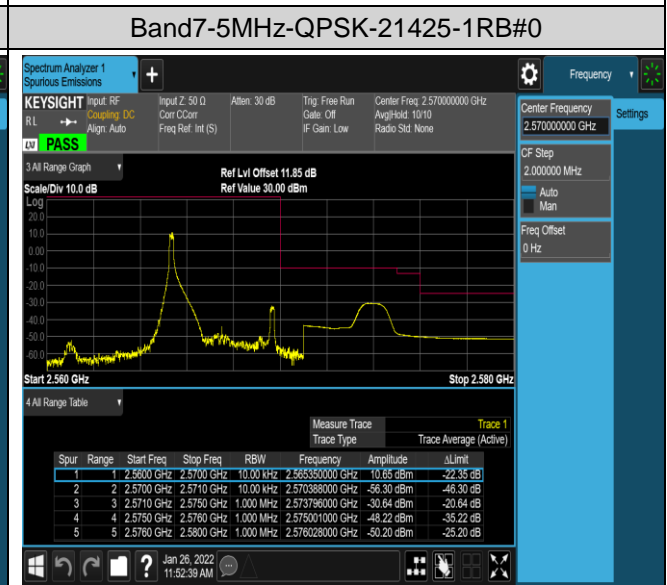 Band7-5MHz-QPSK-21425-1RB#0
Spectrum Analyzer 1
Spurious Emissions
+
Frequency
KEYSIGHT
RL
Input: RF
Coupling: DC
Align: Auto
Input Z: 50 Ω
Corr CCorr
Freq Ref: Int (S)
Atten: 30 dB
Trig: Free Run
Gate: Off
IF Gain: Low
Center Freq: 2.570000000 GHz
Avg|Hold: 10/10
Radio Std: None
LXI PASS
Center Frequency
2.570000000 GHz
Settings
CF Step
2.000000 MHz
Auto
Man
Freq Offset
0 Hz
3 All Range Graph
Ref Lvl Offset 11.85 dB
Scale/Div 10.0 dB
Ref Value 30.00 dBm
Log
20.0
10.0
0.00
-10.0
-20.0
-30.0
-40.0
-50.0
-60.0
Start 2.560 GHz
Stop 2.580 GHz
4 All Range Table
Measure Trace Trace 1
Trace Type Trace Average (Active)
Spur Range Start Freq Stop Freq RBW Frequency Amplitude ΔLimit
1 1 2.5600 GHz 2.5700 GHz 10.00 kHz 2.565350000 GHz 10.65 dBm -22.35 dB
2 2 2.5700 GHz 2.5710 GHz 10.00 kHz 2.570388000 GHz -56.30 dBm -46.30 dB
3 3 2.5710 GHz 2.5750 GHz 1.000 MHz 2.573796000 GHz -30.64 dBm -20.64 dB
4 4 2.5750 GHz 2.5760 GHz 1.000 MHz 2.575001000 GHz -48.22 dBm -35.22 dB
5 5 2.5760 GHz 2.5800 GHz 1.000 MHz 2.576028000 GHz -50.20 dBm -25.20 dB
?
Jan 26, 2022
11:52:39 AM